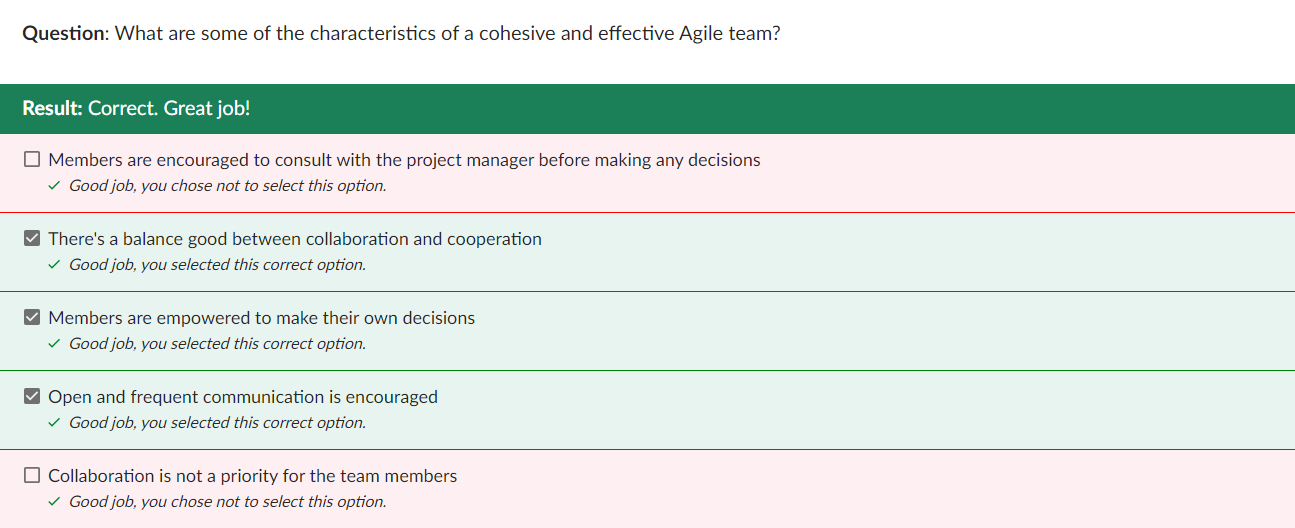 Question: What are some of the characteristics of a cohesive and effective Agile team?
Result: Correct. Great job!
Members are encouraged to consult with the project manager before making any decisions
Good job, you chose not to select this option.
There's a balance good between collaboration and cooperation
Good job, you selected this correct option.
Members are empowered to make their own decisions
Good job, you selected this correct option.
Open and frequent communication is encouraged
Good job, you selected this correct option.
Collaboration is not a priority for the team members
Good job, you chose not to select this option.